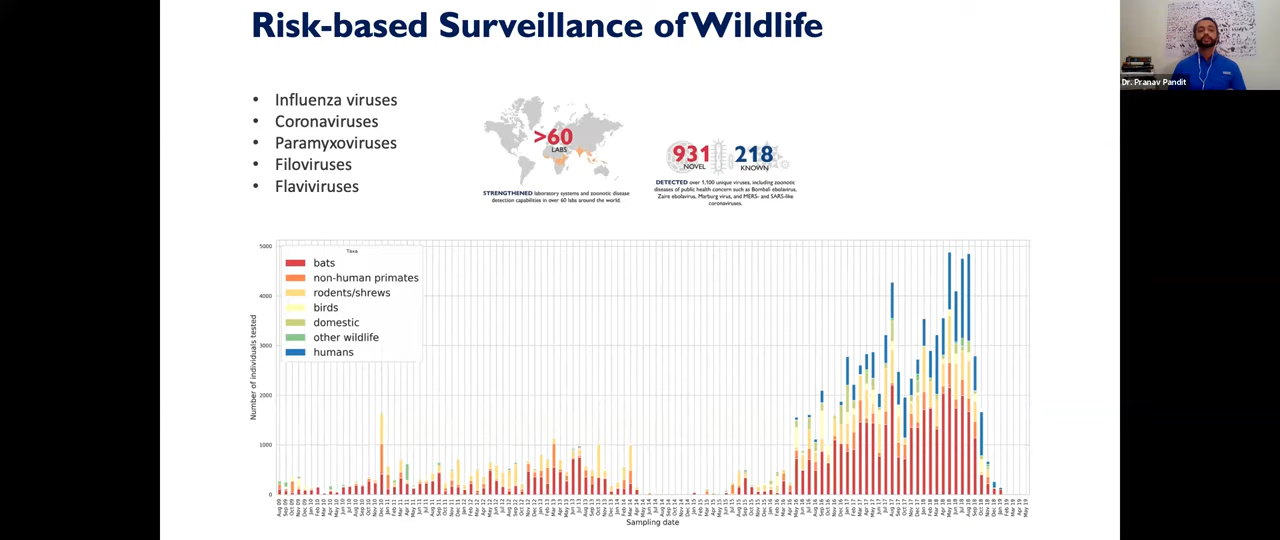 Risk-based Surveillance of Wildlife
Dr. Pranav Pandit
• Influenza viruses
• Coronaviruses
• Paramyxoviruses
• Filoviruses
• Flaviviruses
>60
LABS
STRENGTHENED laboratory systems and zoonotic disease
detection capabilities in over 60 labs around the world.
931
NOVEL
218
KNOWN
DETECTED over 1,100 unique viruses, including zoonotic
diseases of public health concern such as Bombali ebolavirus,
Zaire ebolavirus, Marburg virus, and MERS- and SARS-like
coronaviruses.
Taxa
bats
non-human primates
rodents/shrews
birds
domestic
other wildlife
humans
Number of individuals tested
5000
4000
3000
2000
1000
0
Sampling date